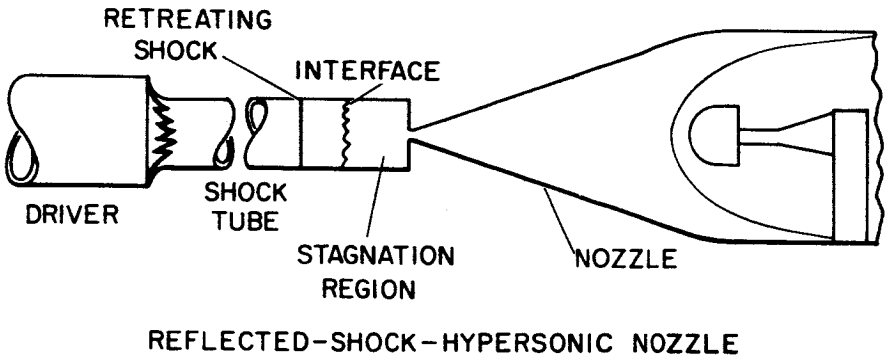 RETREATING
SHOCK
INTERFACE
DRIVER
SHOCK
TUBE
STAGNATION
REGION
NOZZLE
REFLECTED-SHOCK-HYPERSONIC NOZZLE